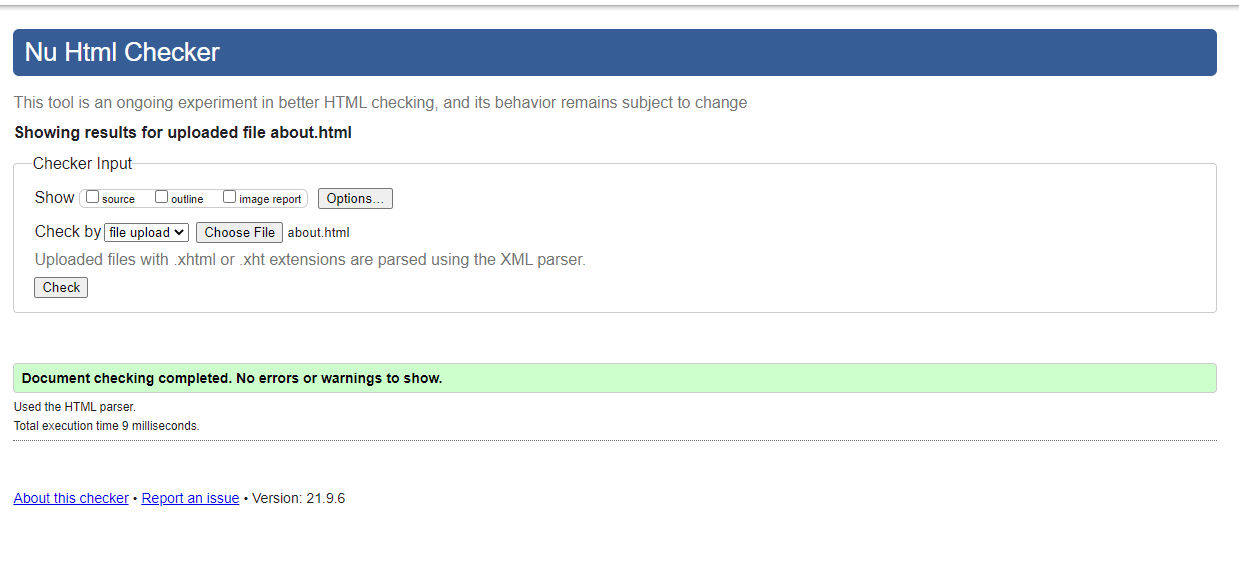 Nu Html Checker
This tool is an ongoing experiment in better HTML checking, and its behavior remains subject to change
Showing results for uploaded file about.html
Checker Input
Show source outline image report Options...
Check by file upload Choose File about.html
Uploaded files with .xhtml or .xht extensions are parsed using the XML parser.
Check
Document checking completed. No errors or warnings to show.
Used the HTML parser.
Total execution time 9 milliseconds.
About this checker • Report an issue • Version: 21.9.6